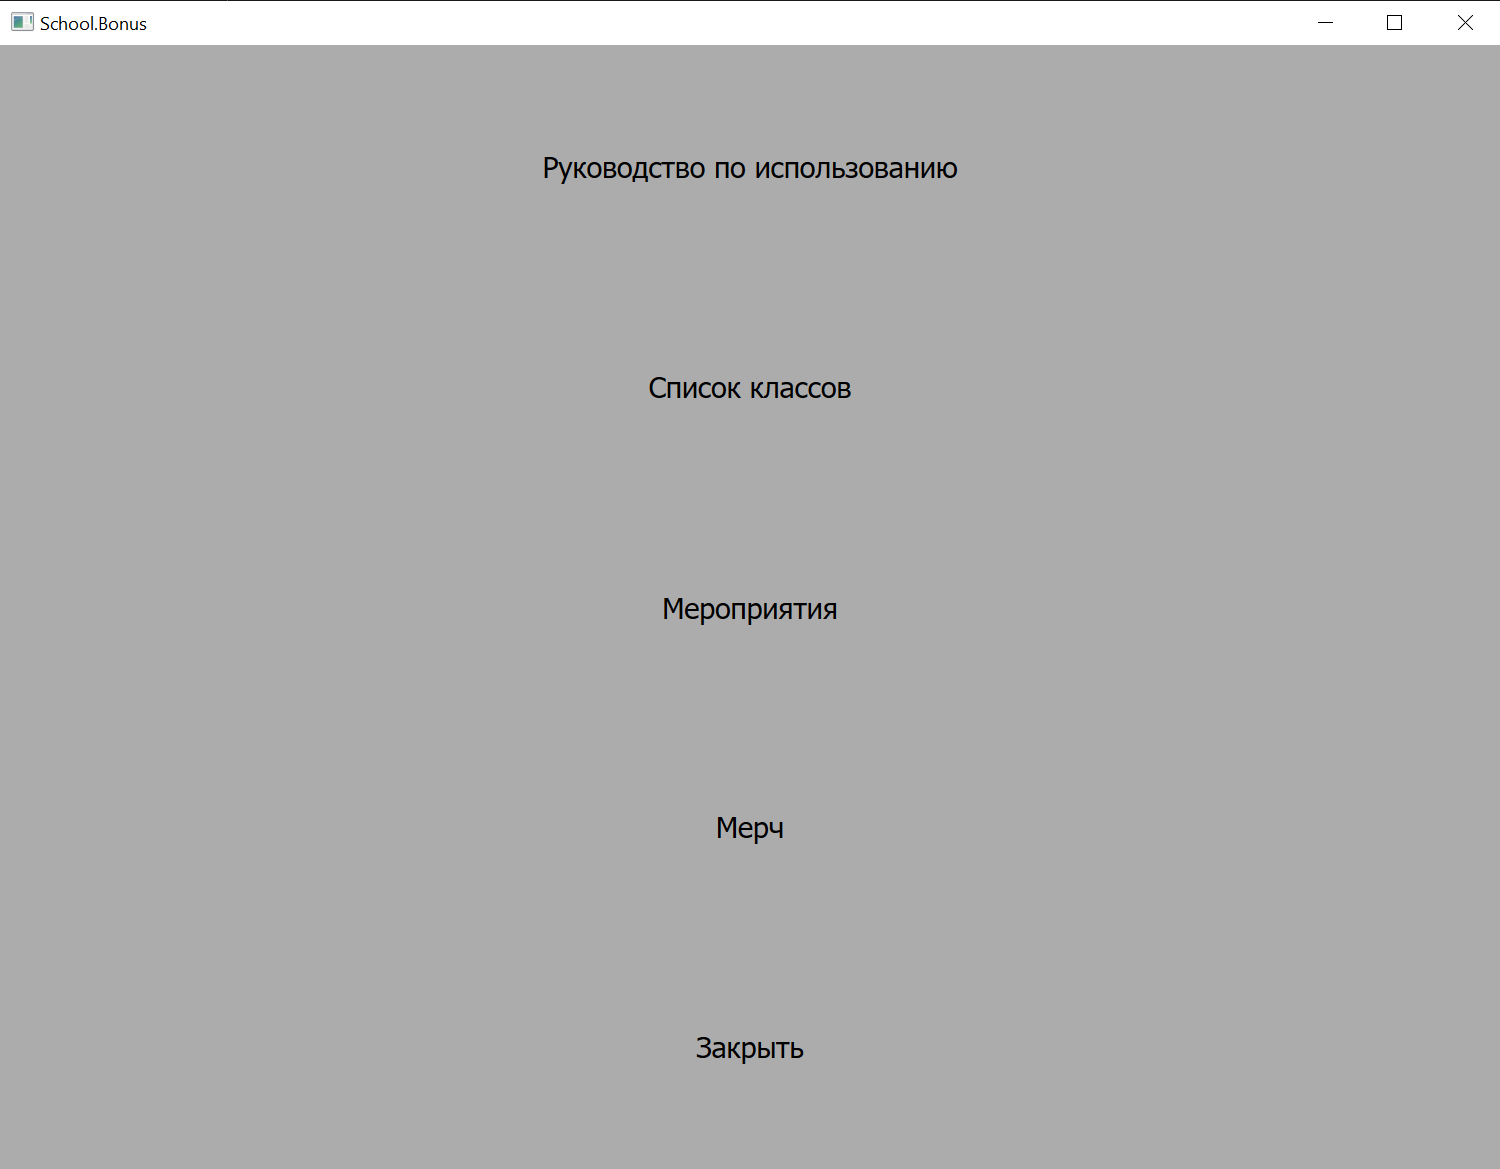 School.Bonus
Руководство по использованию
Список классов
Мероприятия
Мерч
Закрыть